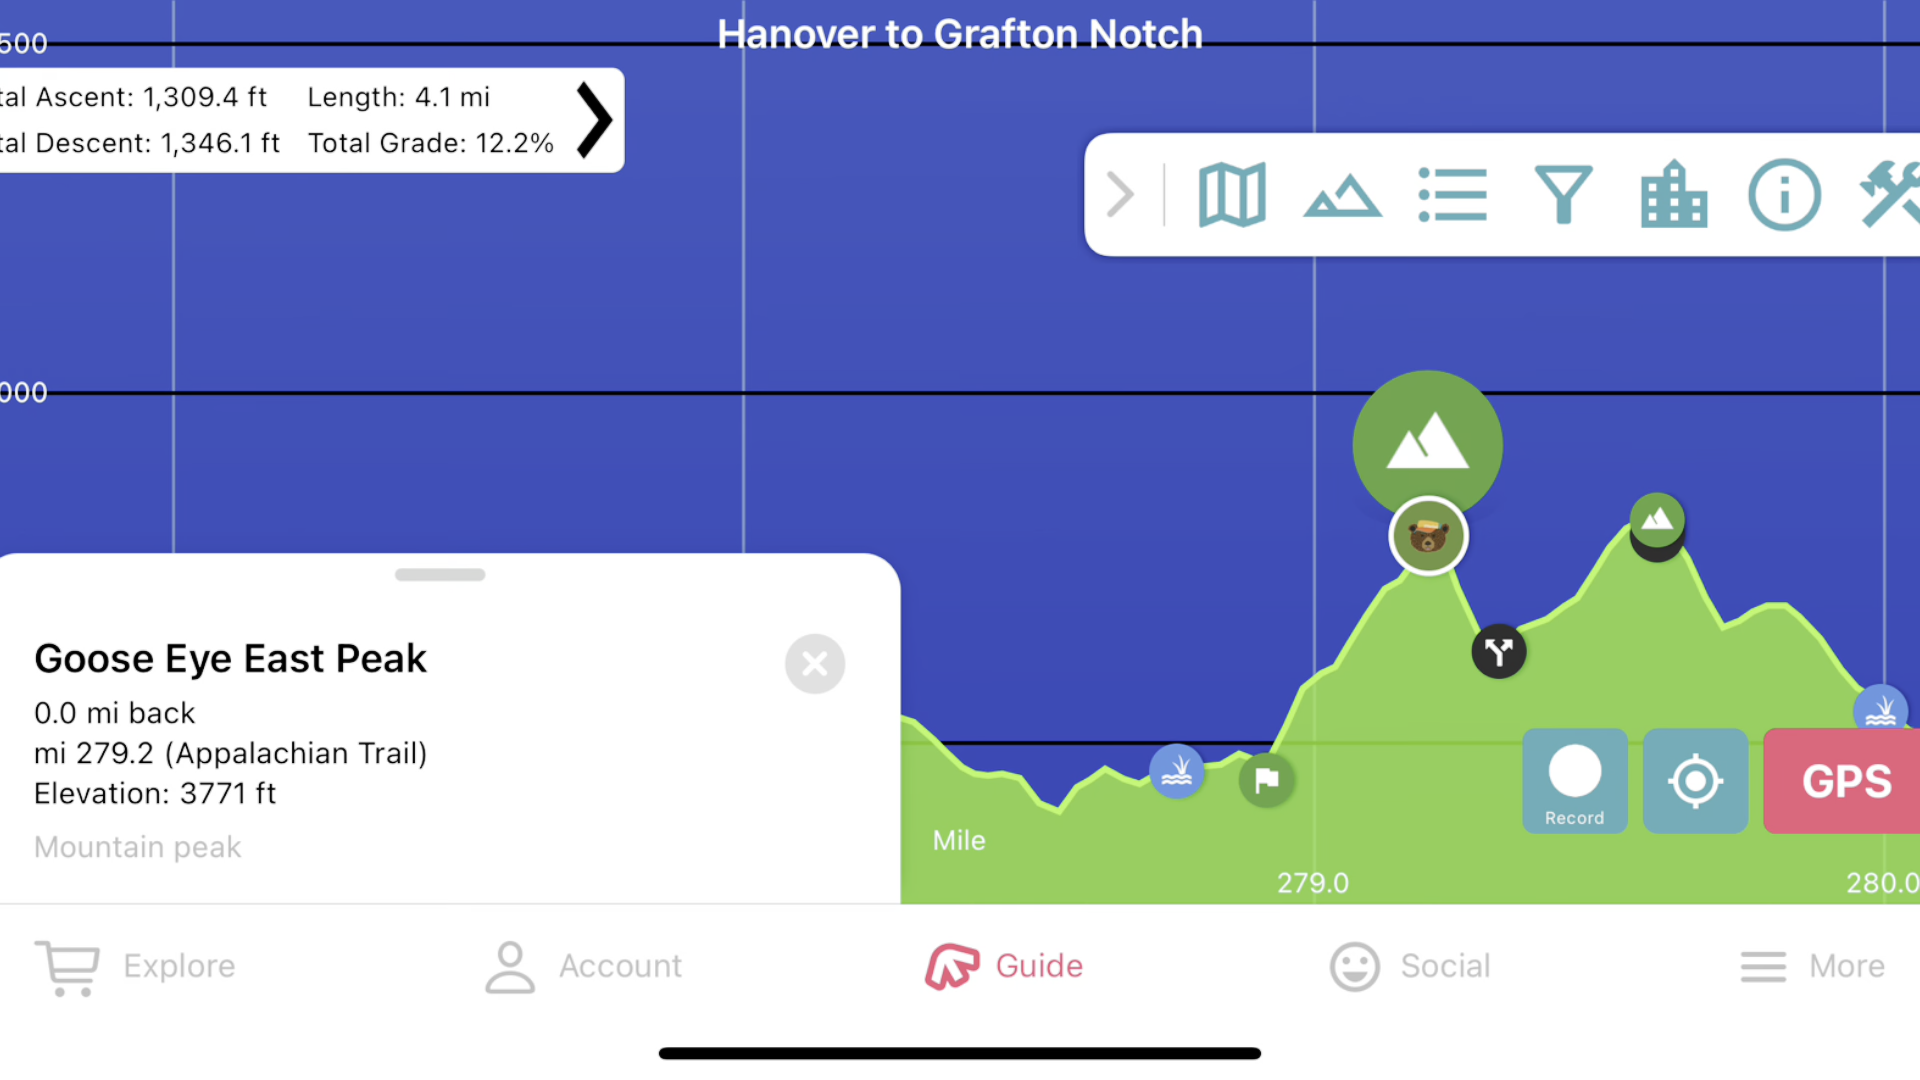 Hanover to Grafton Notch
500
tal Ascent: 1,309.4 ft Length: 4.1 mi
tal Descent: 1,346.1 ft Total Grade: 12.2%
000
Goose Eye East Peak
0.0 mi back
mi 279.2 (Appalachian Trail)
Elevation: 3771 ft
Mountain peak
Mile
279.0
280.0
Record
GPS
Explore
Account
Guide
Social
More